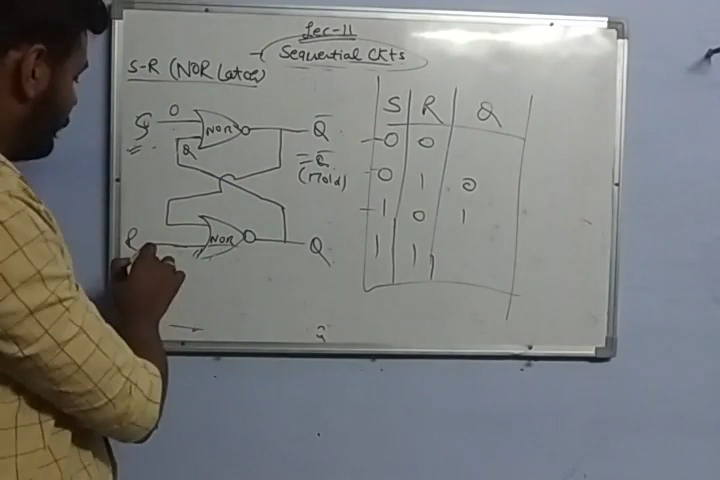 Lec-11
Sequential CKTs
S-R (NOR Latch)
S 0 NOR Q̅
Q
= Q̅
(Hold)
R NOR Q
S R Q
0 0
0 1 0
1 0 1
1 1